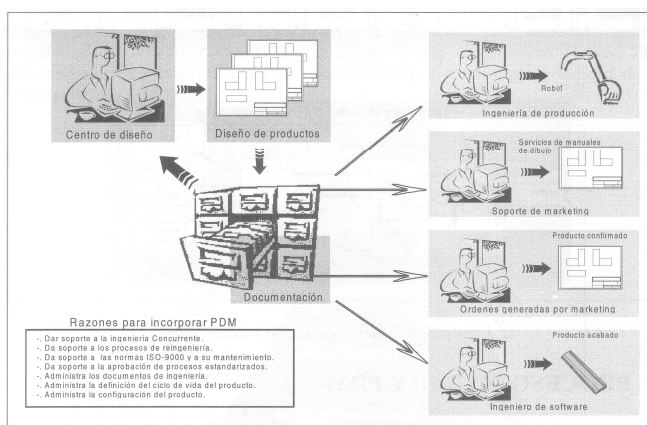 Centro de diseño
Diseño de productos
Documentación
Robot
Ingeniería de producción
Servicios de manuales
de dibujo
Soporte de marketing
Producto confirmado
Ordenes generadas por marketing
Producto acabado
Ingeniero de software
Razones para incorporar PDM
-. Dar soporte a la ingeniería Concurrente.
-. Da soporte a los procesos de reingeniería.
-. Da soporte a las normas ISO-9000 y a su mantenimiento.
-. Da soporte a la aprobación de procesos estandarizados.
-. Administra los documentos de ingeniería.
-. Administra la definición del ciclo de vida del producto.
-. Administra la configuración del producto.